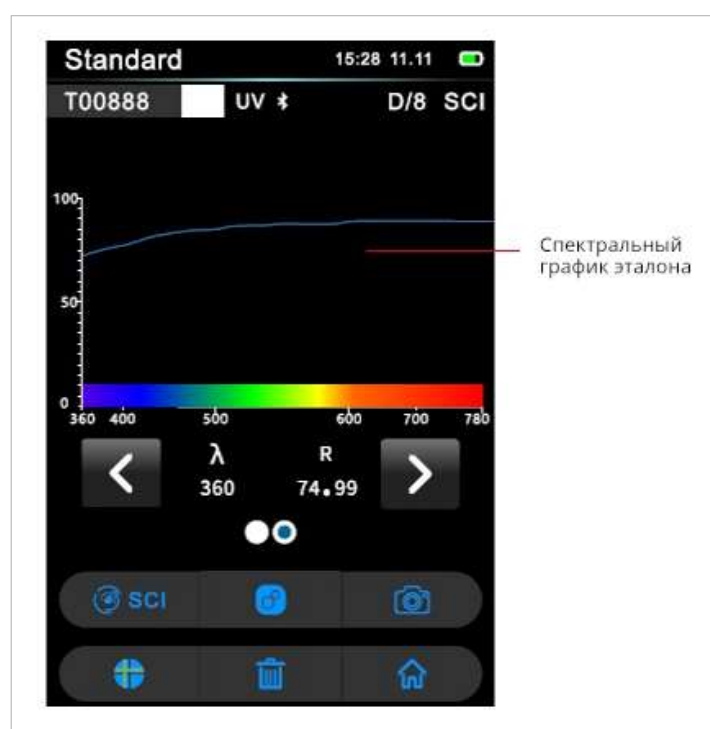 Standard 15:28 11.11
T00888 UV D/8 SCI
100
50
0
360 400 500 600 700 780
λ R
360 74.99
SCI
Спектральный
график эталона